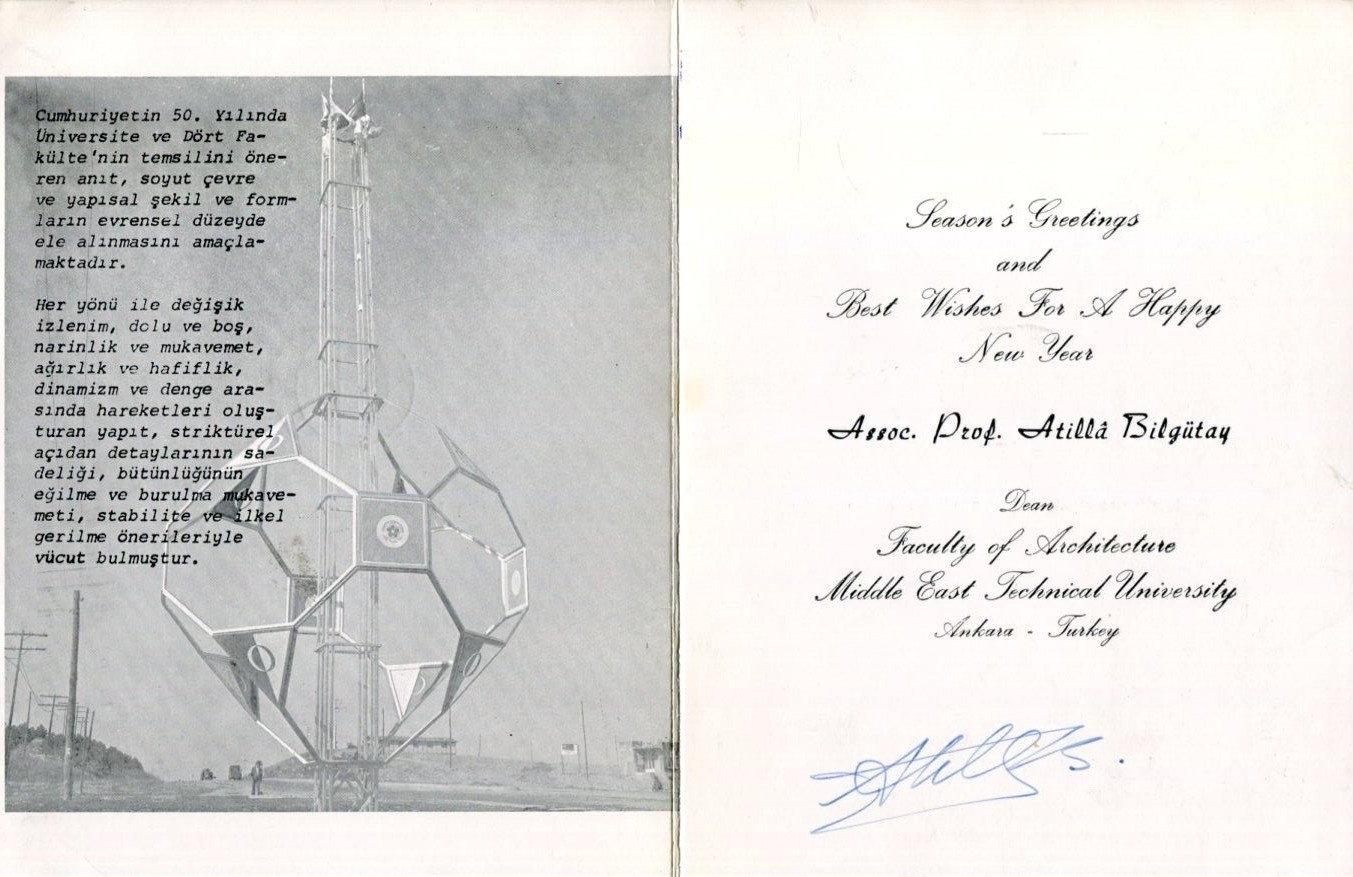 Cumhuriyetin 50. Yılında
Üniversite ve Dört Fa-
külte'nin temsilini öne-
ren anıt, soyut çevre
ve yapısal şekil ve form-
ların evrensel düzeyde
ele alınmasını amaçla-
maktadır.
Her yönü ile değişik
izlenim, dolu ve boş,
narinlik ve mukavemet,
ağırlık ve hafiflik,
dinamizm ve denge ara-
sında hareketleri oluş-
turan yapıt, striktürel
açıdan detaylarının sa-
deliği, bütünlüğünün
eğilme ve burulma mukave-
meti, stabilite ve ilkel
gerilme önerileriyle
vücut bulmuştur.
Season's Greetings
and
Best Wishes For A Happy
New Year
Assoc. Prof. Atillâ Bilgütay
Dean
Faculty of Architecture
Middle East Technical University
Ankara - Turkey